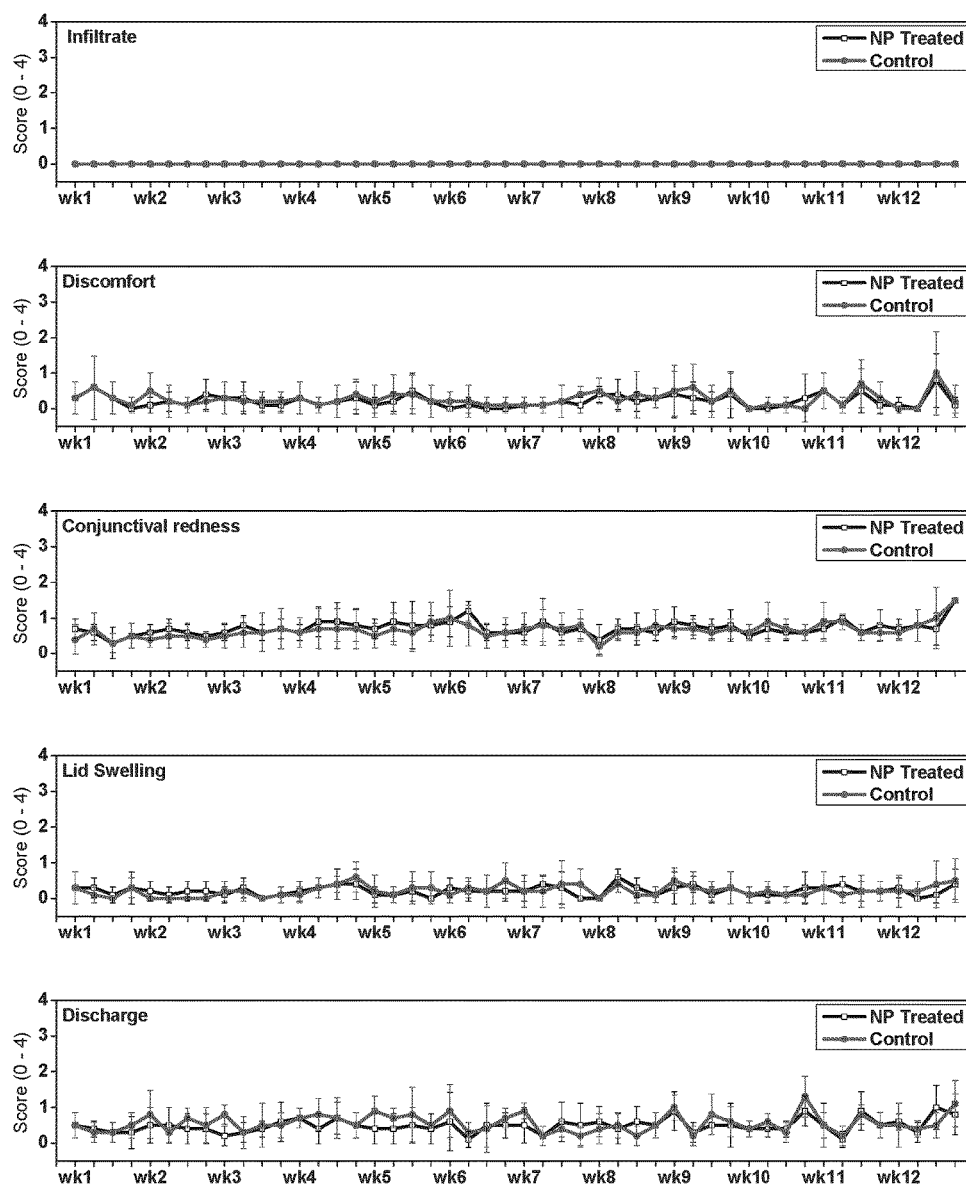 4
Infiltrate
NP Treated
Control
3
2
1
0
Score (0 - 4)
wk1 wk2 wk3 wk4 wk5 wk6 wk7 wk8 wk9 wk10 wk11 wk12
4
Discomfort
NP Treated
Control
3
2
1
0
Score (0 - 4)
wk1 wk2 wk3 wk4 wk5 wk6 wk7 wk8 wk9 wk10 wk11 wk12
4
Conjunctival redness
NP Treated
Control
3
2
1
0
Score (0 - 4)
wk1 wk2 wk3 wk4 wk5 wk6 wk7 wk8 wk9 wk10 wk11 wk12
4
Lid Swelling
NP Treated
Control
3
2
1
0
Score (0 - 4)
wk1 wk2 wk3 wk4 wk5 wk6 wk7 wk8 wk9 wk10 wk11 wk12
4
Discharge
NP Treated
Control
3
2
1
0
Score (0 - 4)
wk1 wk2 wk3 wk4 wk5 wk6 wk7 wk8 wk9 wk10 wk11 wk12